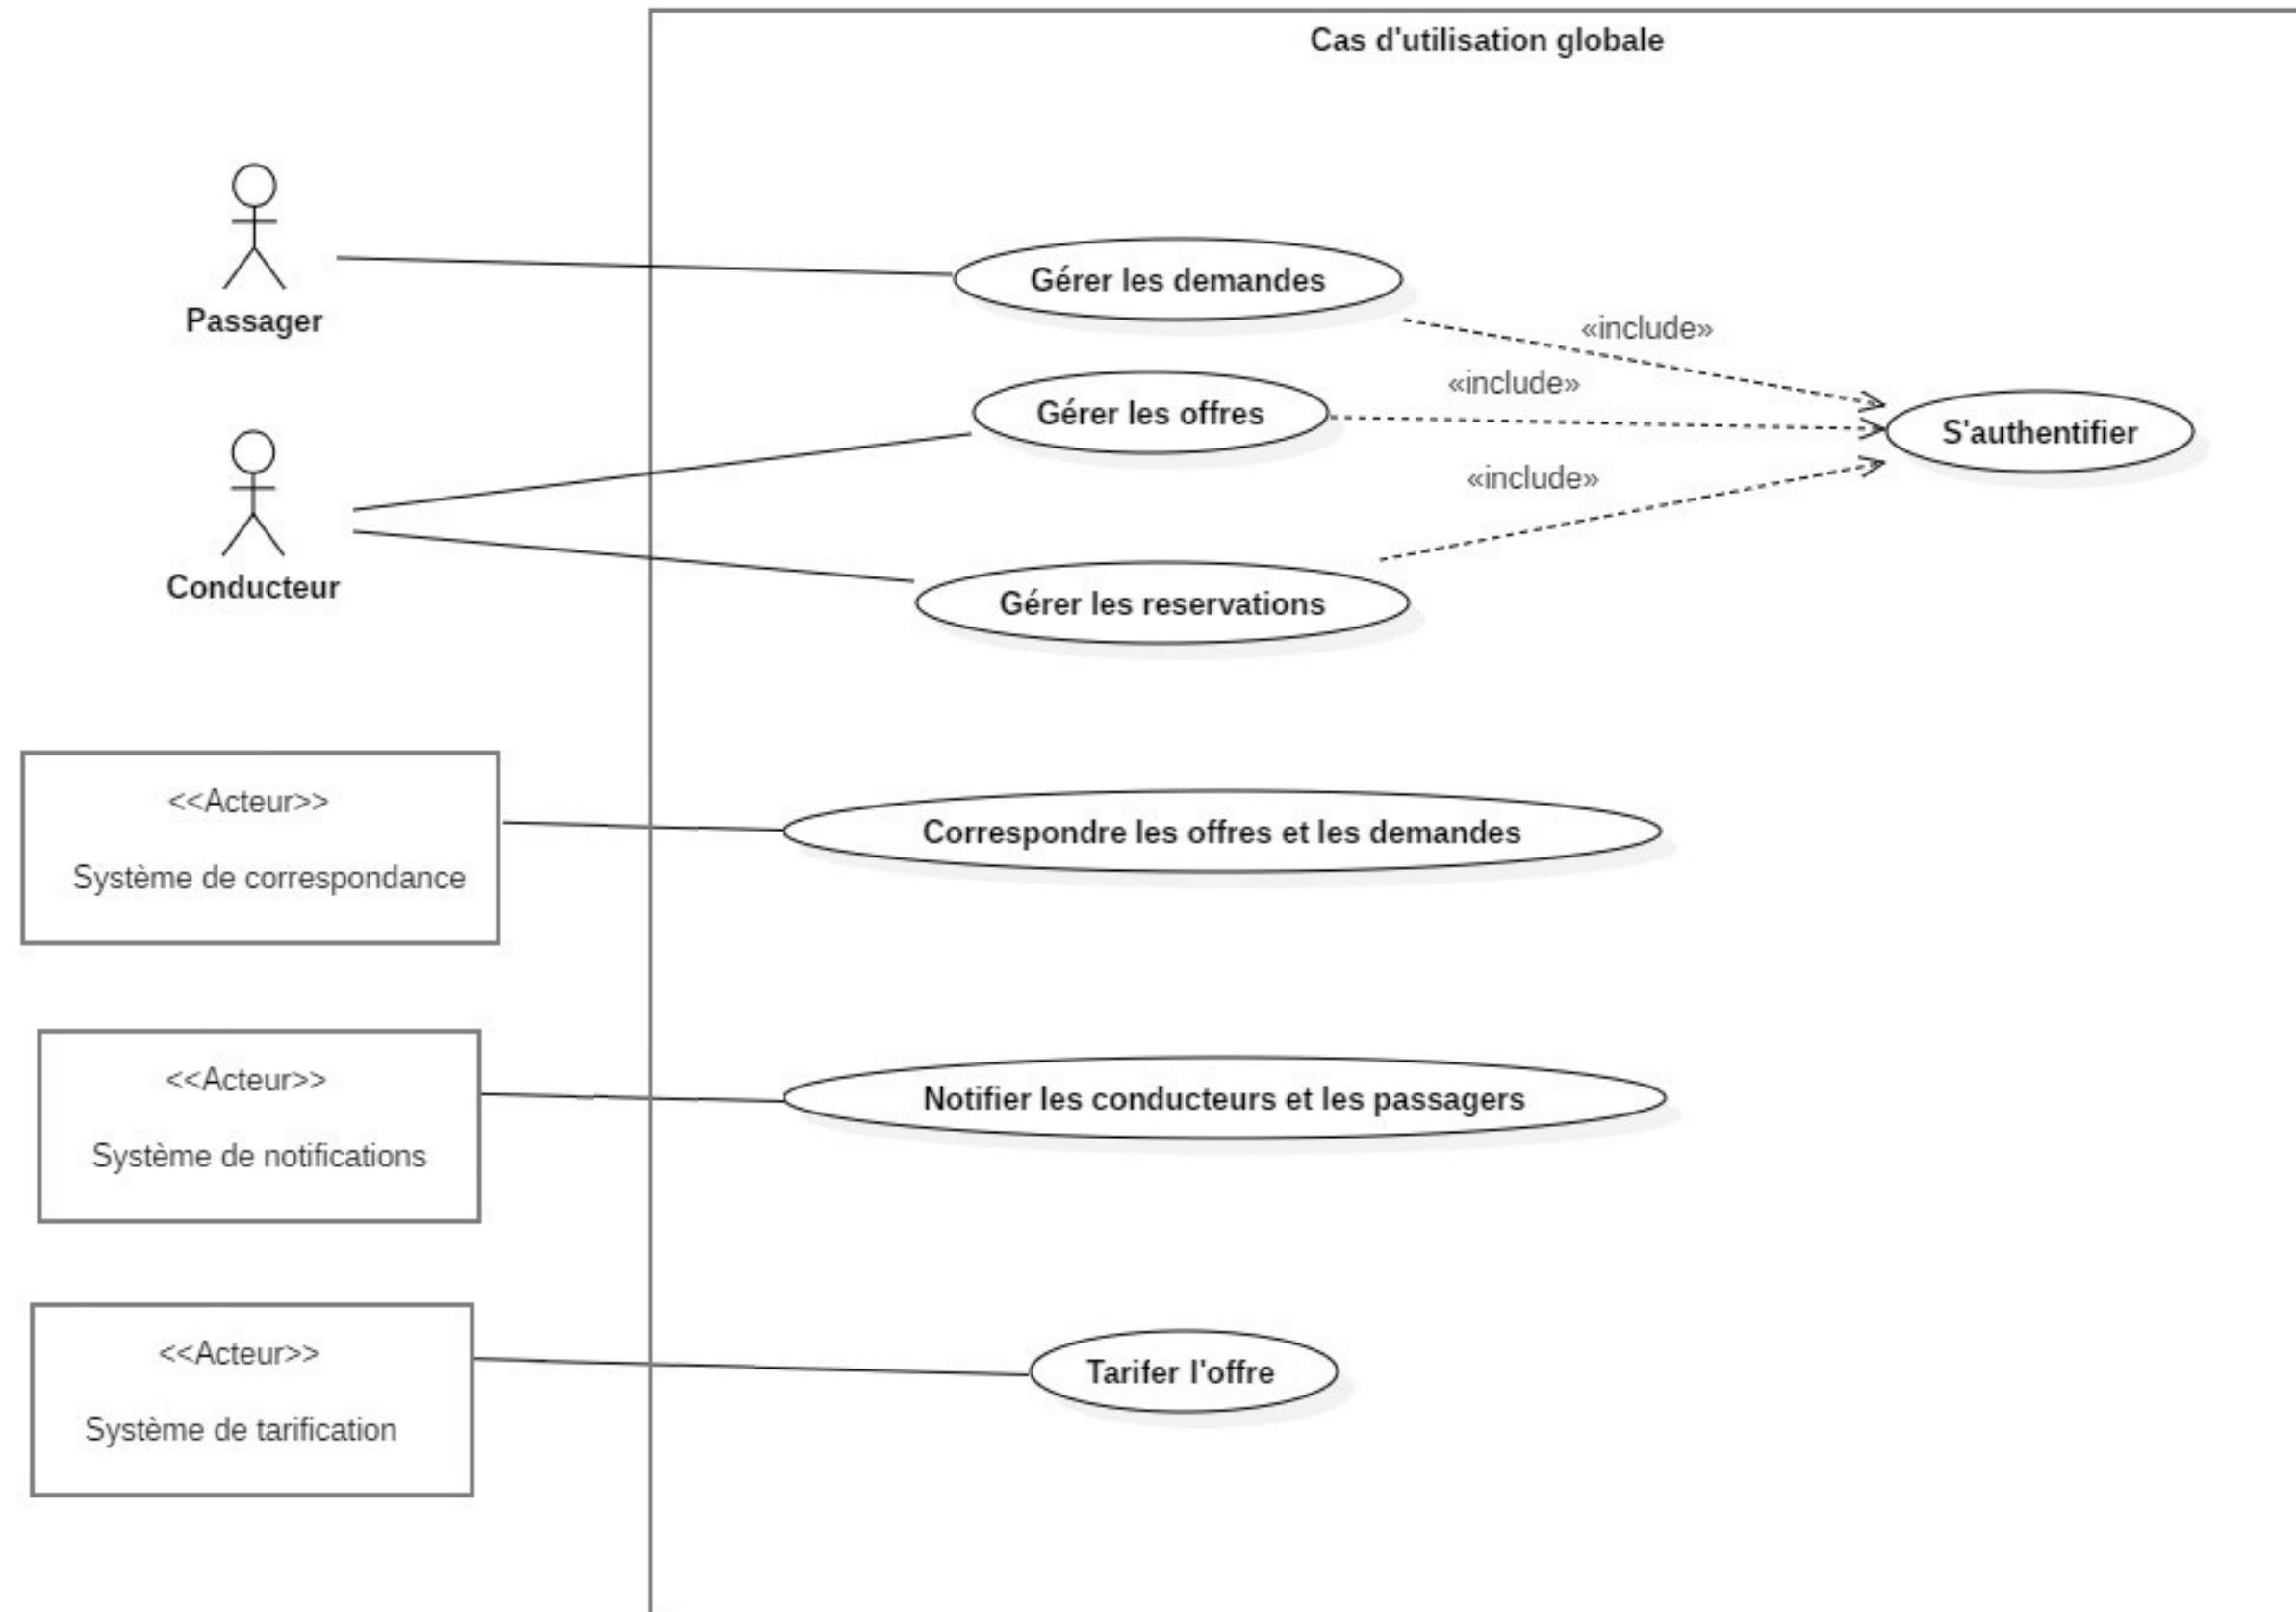 Cas d'utilisation globale
Passager
Gérer les demandes
«include»
«include»
Gérer les offres
S'authentifier
«include»
Conducteur
Gérer les reservations
<<Acteur>>
Système de correspondance
Correspondre les offres et les demandes
<<Acteur>>
Système de notifications
Notifier les conducteurs et les passagers
<<Acteur>>
Système de tarification
Tarifer l'offre